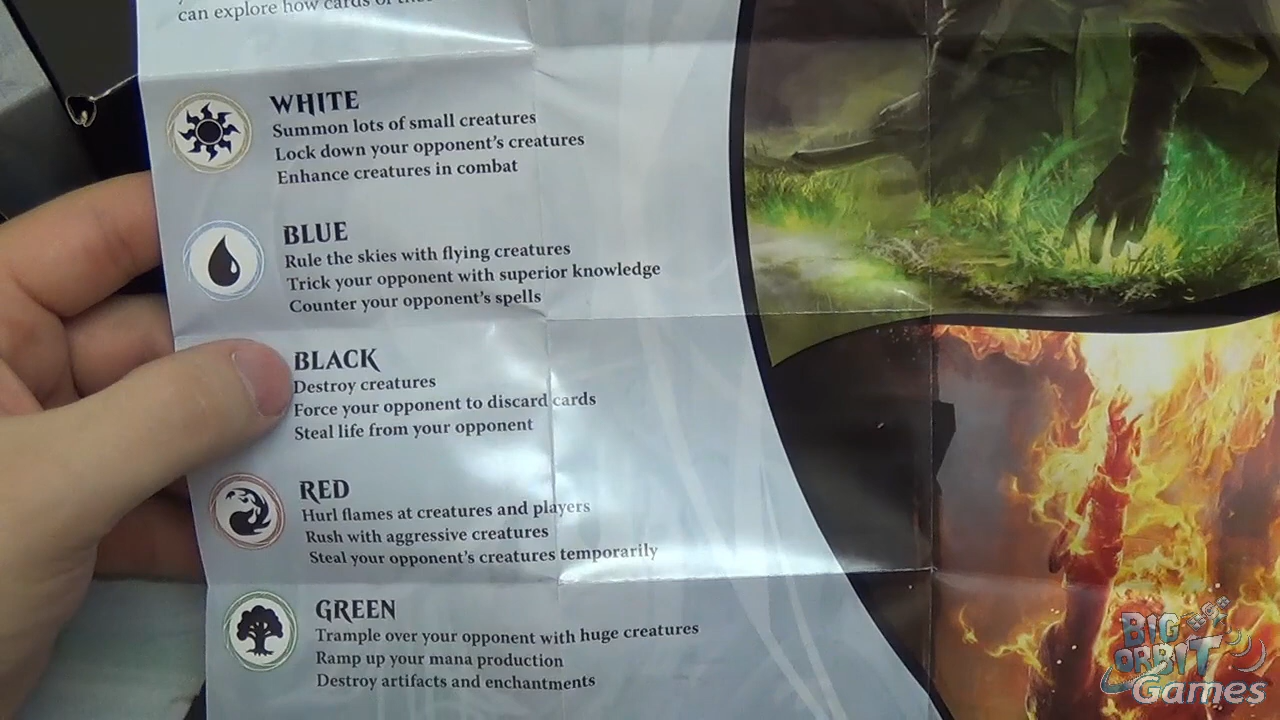 can explore how cards of
WHITE
Summon lots of small creatures
Lock down your opponent's creatures
Enhance creatures in combat
BLUE
Rule the skies with flying creatures
Trick your opponent with superior knowledge
Counter your opponent's spells
BLACK
Destroy creatures
Force your opponent to discard cards
Steal life from your opponent
RED
Hurl flames at creatures and players
Rush with aggressive creatures
Steal your opponent's creatures temporarily
GREEN
Trample over your opponent with huge creatures
Ramp up your mana production
Destroy artifacts and enchantments
BIG
ORBIT
Games